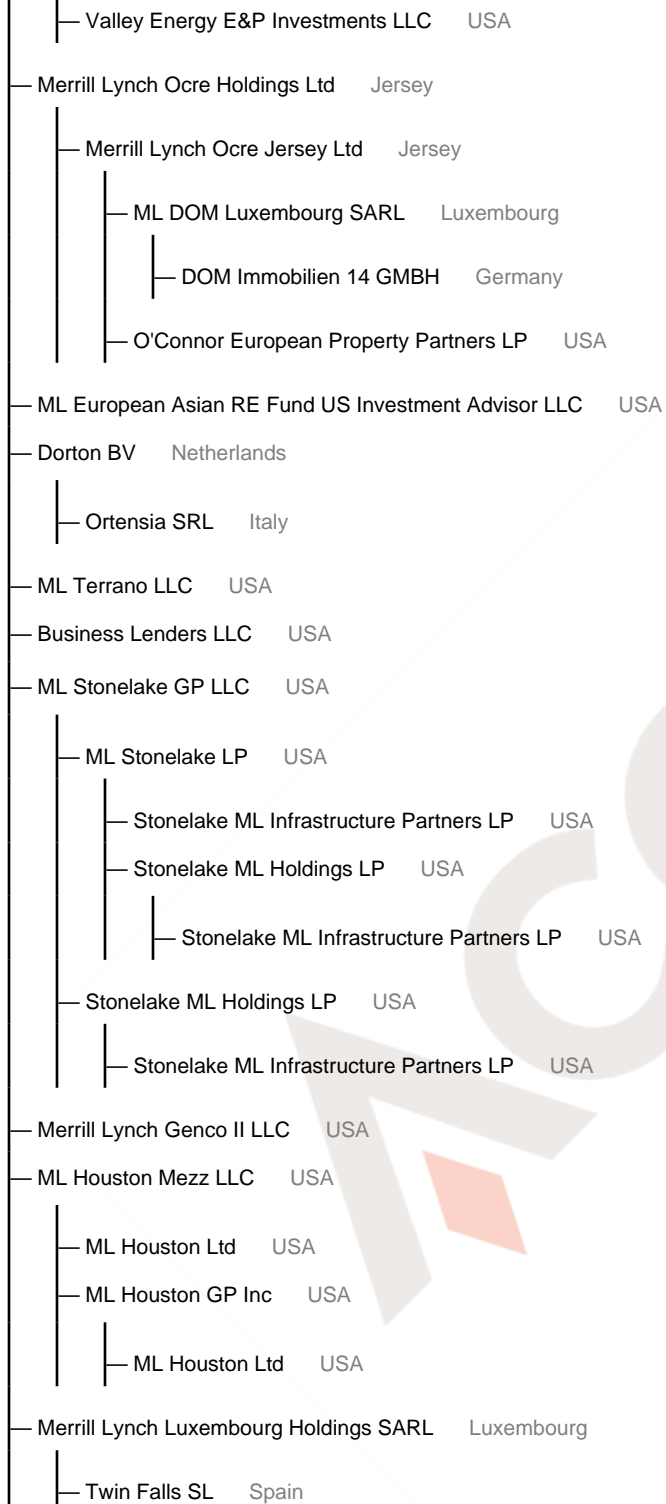 Valley Energy E&P Investments LLC USA
Merrill Lynch Ocre Holdings Ltd Jersey
Merrill Lynch Ocre Jersey Ltd Jersey
ML DOM Luxembourg SARL Luxembourg
DOM Immobilien 14 GMBH Germany
O'Connor European Property Partners LP USA
ML European Asian RE Fund US Investment Advisor LLC USA
Dorton BV Netherlands
Ortensia SRL Italy
ML Terrano LLC USA
Business Lenders LLC USA
ML Stonelake GP LLC USA
ML Stonelake LP USA
Stonelake ML Infrastructure Partners LP USA
Stonelake ML Holdings LP USA
Stonelake ML Infrastructure Partners LP USA
Stonelake ML Holdings LP USA
Stonelake ML Infrastructure Partners LP USA
Merrill Lynch Genco II LLC USA
ML Houston Mezz LLC USA
ML Houston Ltd USA
ML Houston GP Inc USA
ML Houston Ltd USA
Merrill Lynch Luxembourg Holdings SARL Luxembourg
Twin Falls SL Spain